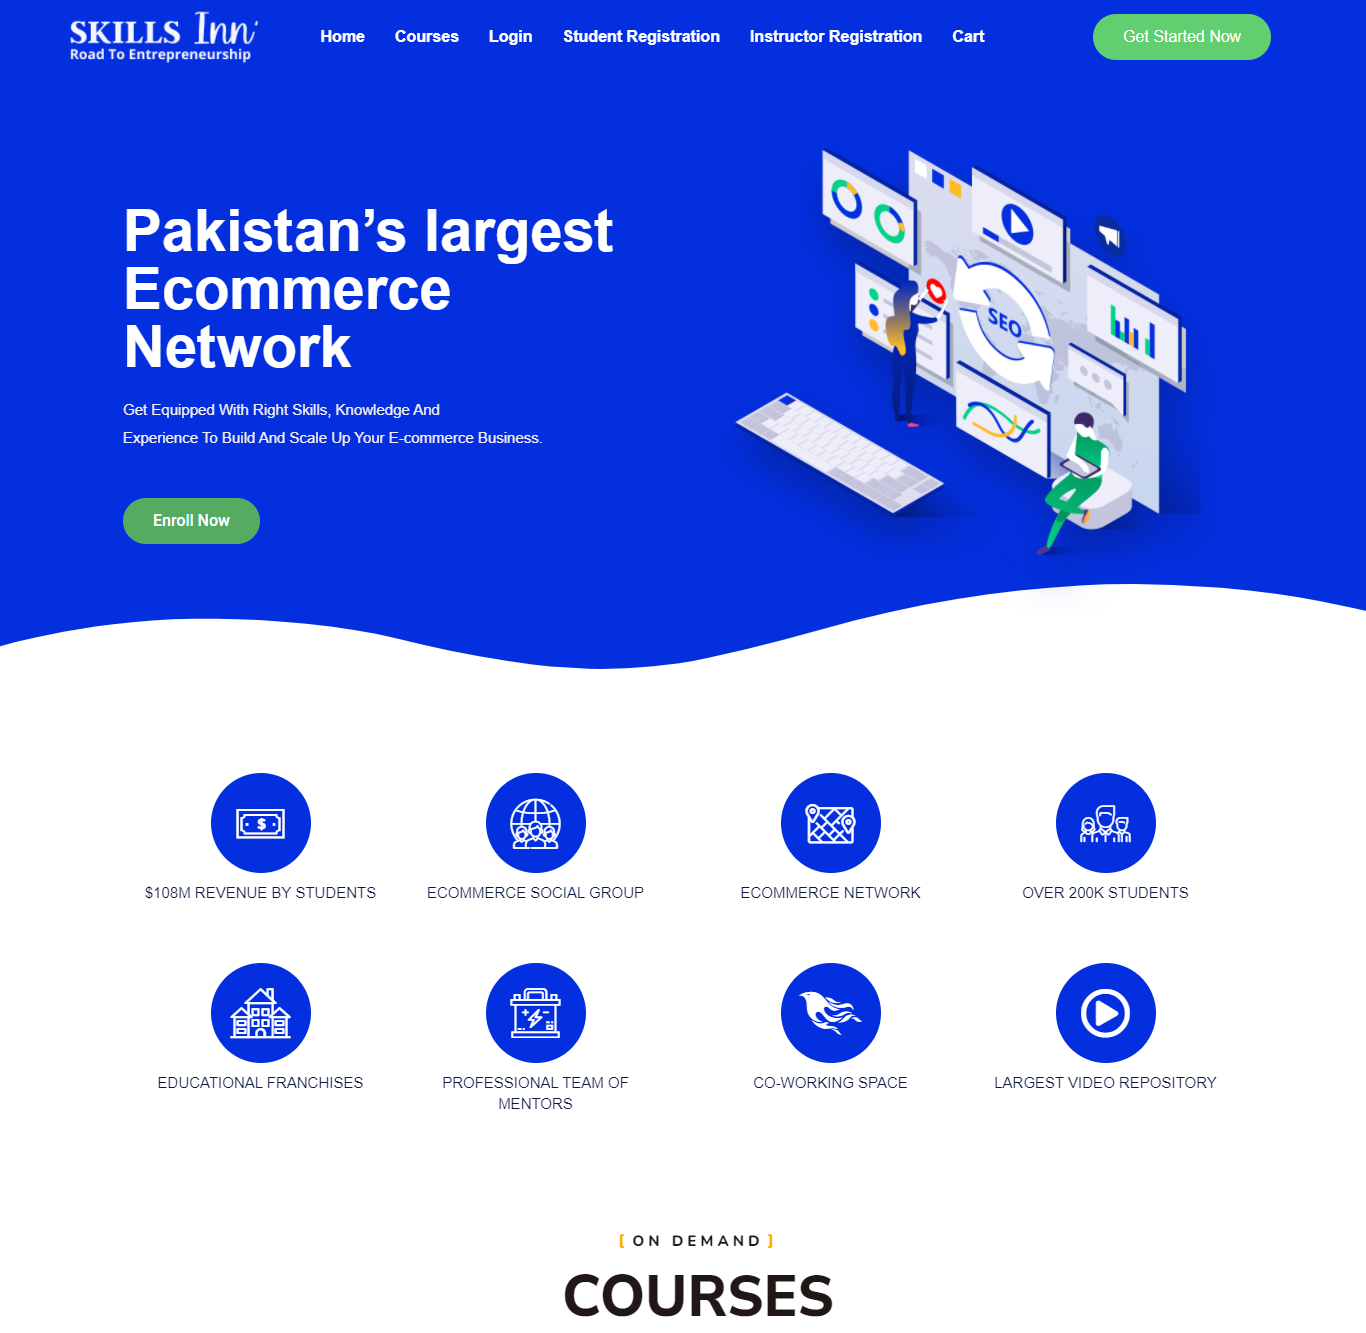 SKILLS Inn
Road To Entrepreneurship
Home Courses Login Student Registration Instructor Registration Cart
Get Started Now
Pakistan’s largest
Ecommerce
Network
Get Equipped With Right Skills, Knowledge And
Experience To Build And Scale Up Your E-commerce Business.
Enroll Now
SEO
$108M REVENUE BY STUDENTS
ECOMMERCE SOCIAL GROUP
ECOMMERCE NETWORK
OVER 200K STUDENTS
EDUCATIONAL FRANCHISES
PROFESSIONAL TEAM OF
MENTORS
CO-WORKING SPACE
LARGEST VIDEO REPOSITORY
[ ON DEMAND ]
COURSES